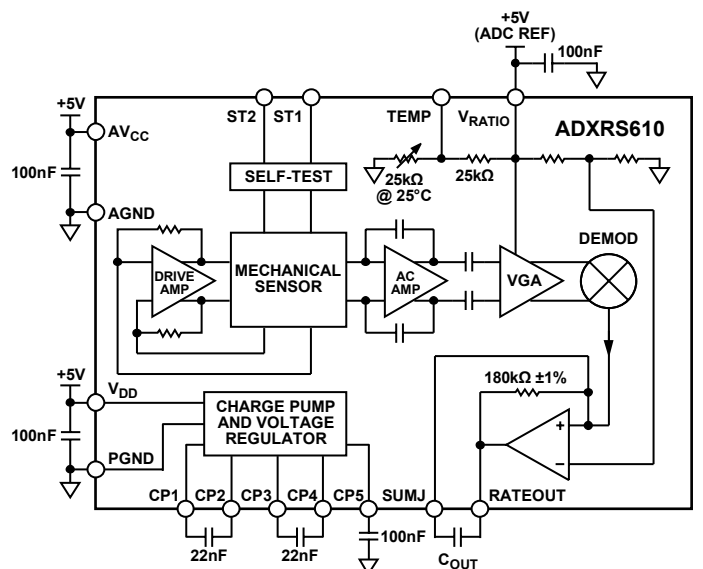 +5V
(ADC REF)
100nF
+5V
ST2
ST1
TEMP
VRATIO
ADXRS610
AVCC
100nF
25kΩ
@ 25°C
25kΩ
SELF-TEST
AGND
DEMOD
DRIVE
AMP
MECHANICAL
SENSOR
AC
AMP
VGA
+5V
VDD
180kΩ ±1%
CHARGE PUMP
AND VOLTAGE
REGULATOR
100nF
+
−
PGND
CP1
CP2
CP3
CP4
CP5
SUMJ
RATEOUT
22nF
22nF
100nF
COUT